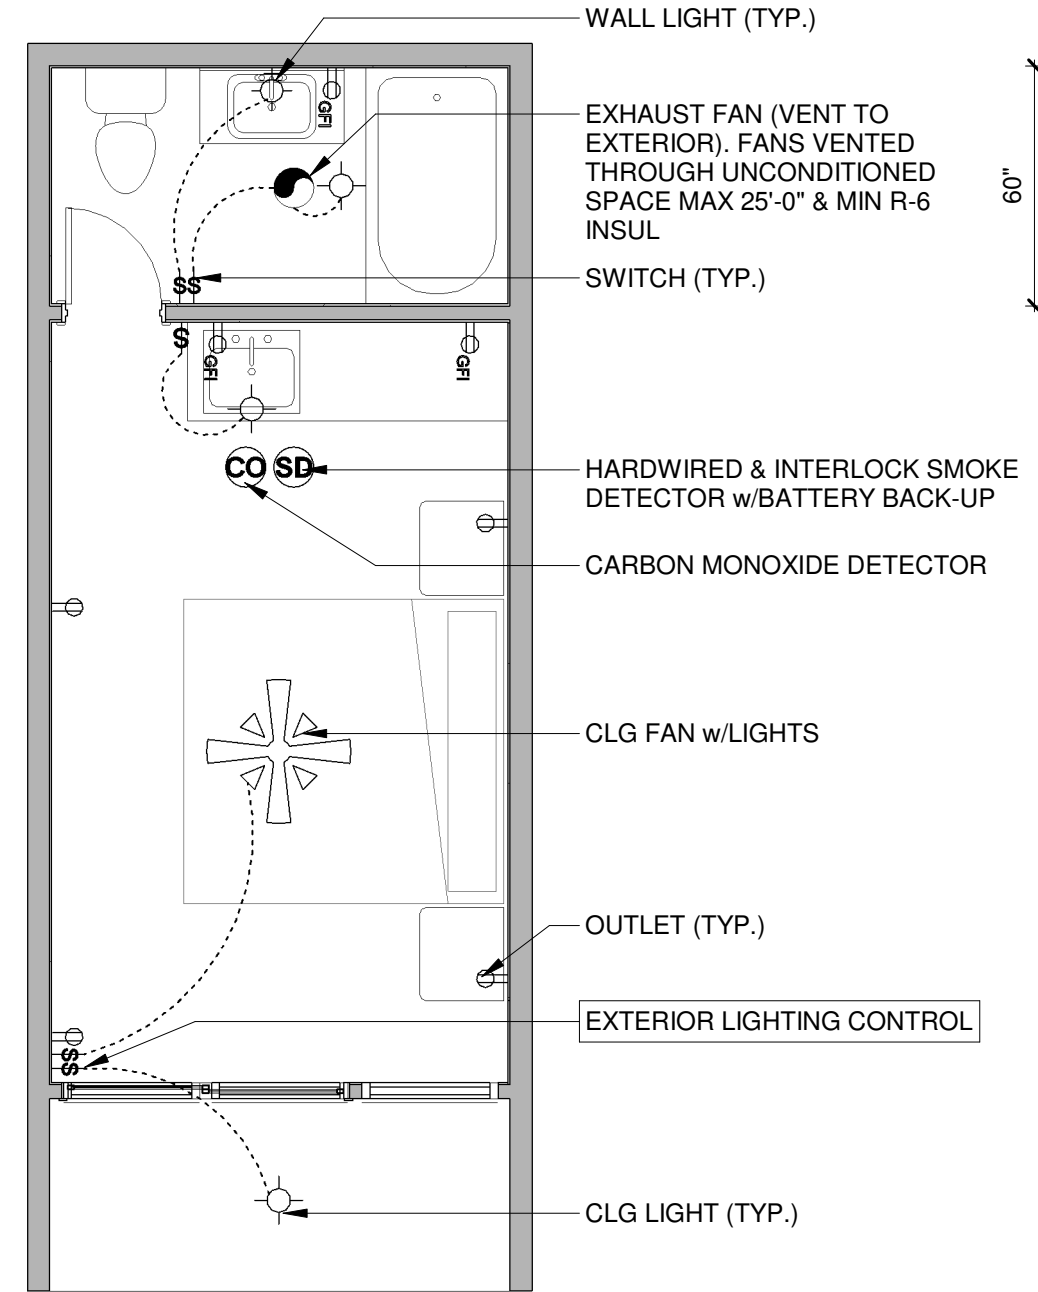 WALL LIGHT (TYP.)
EXHAUST FAN (VENT TO
EXTERIOR). FANS VENTED
THROUGH UNCONDITIONED
SPACE MAX 25'-0" & MIN R-6
INSUL
60"
GFI
SWITCH (TYP.)
SS
S
GFI
GFI
CO
SD
HARDWIRED & INTERLOCK SMOKE
DETECTOR w/BATTERY BACK-UP
CARBON MONOXIDE DETECTOR
CLG FAN w/LIGHTS
OUTLET (TYP.)
EXTERIOR LIGHTING CONTROL
SS
CLG LIGHT (TYP.)